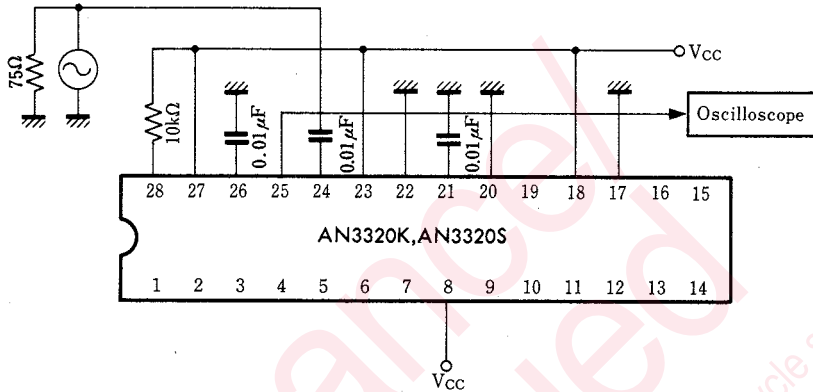 75Ω
10kΩ
0.01μF
0.01μF
0.01μF
VCC
Oscilloscope
28 27 26 25 24 23 22 21 20 19 18 17 16 15
AN3320K,AN3320S
1 2 3 4 5 6 7 8 9 10 11 12 13 14
VCC